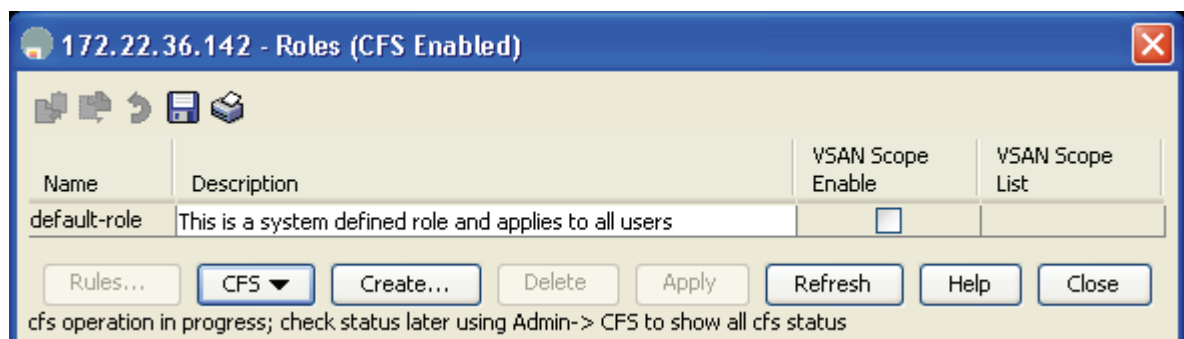 172.22.36.142 - Roles (CFS Enabled)
Name Description VSAN Scope Enable VSAN Scope List
default-role This is a system defined role and applies to all users
Rules... CFS Create... Delete Apply Refresh Help Close
cfs operation in progress; check status later using Admin-> CFS to show all cfs status